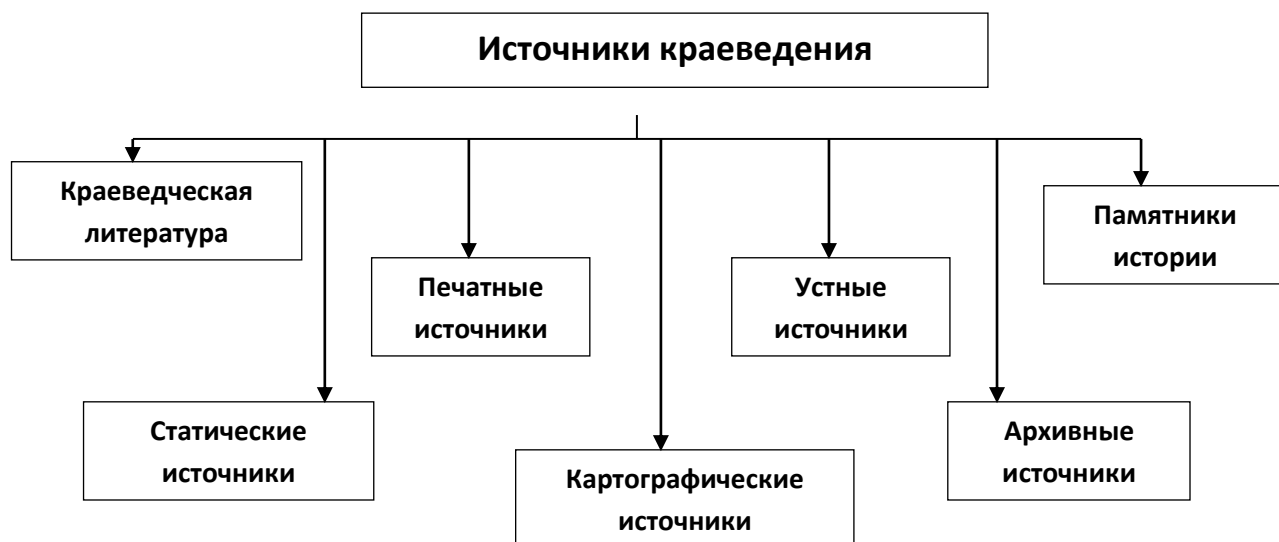 Источники краеведения
Краеведческая
литература
Памятники
истории
Печатные
источники
Устные
источники
Статические
источники
Архивные
источники
Картографические
источники